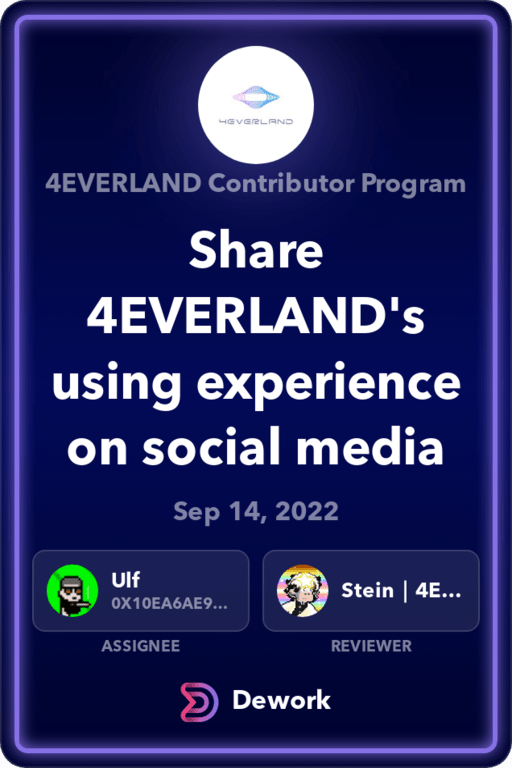 4EVERLAND
4EVERLAND Contributor Program
Share
4EVERLAND's
using experience
on social media
Sep 14, 2022
Ulf
0X10EA6AE9...
Stein | 4E...
ASSIGNEE
REVIEWER
Dework